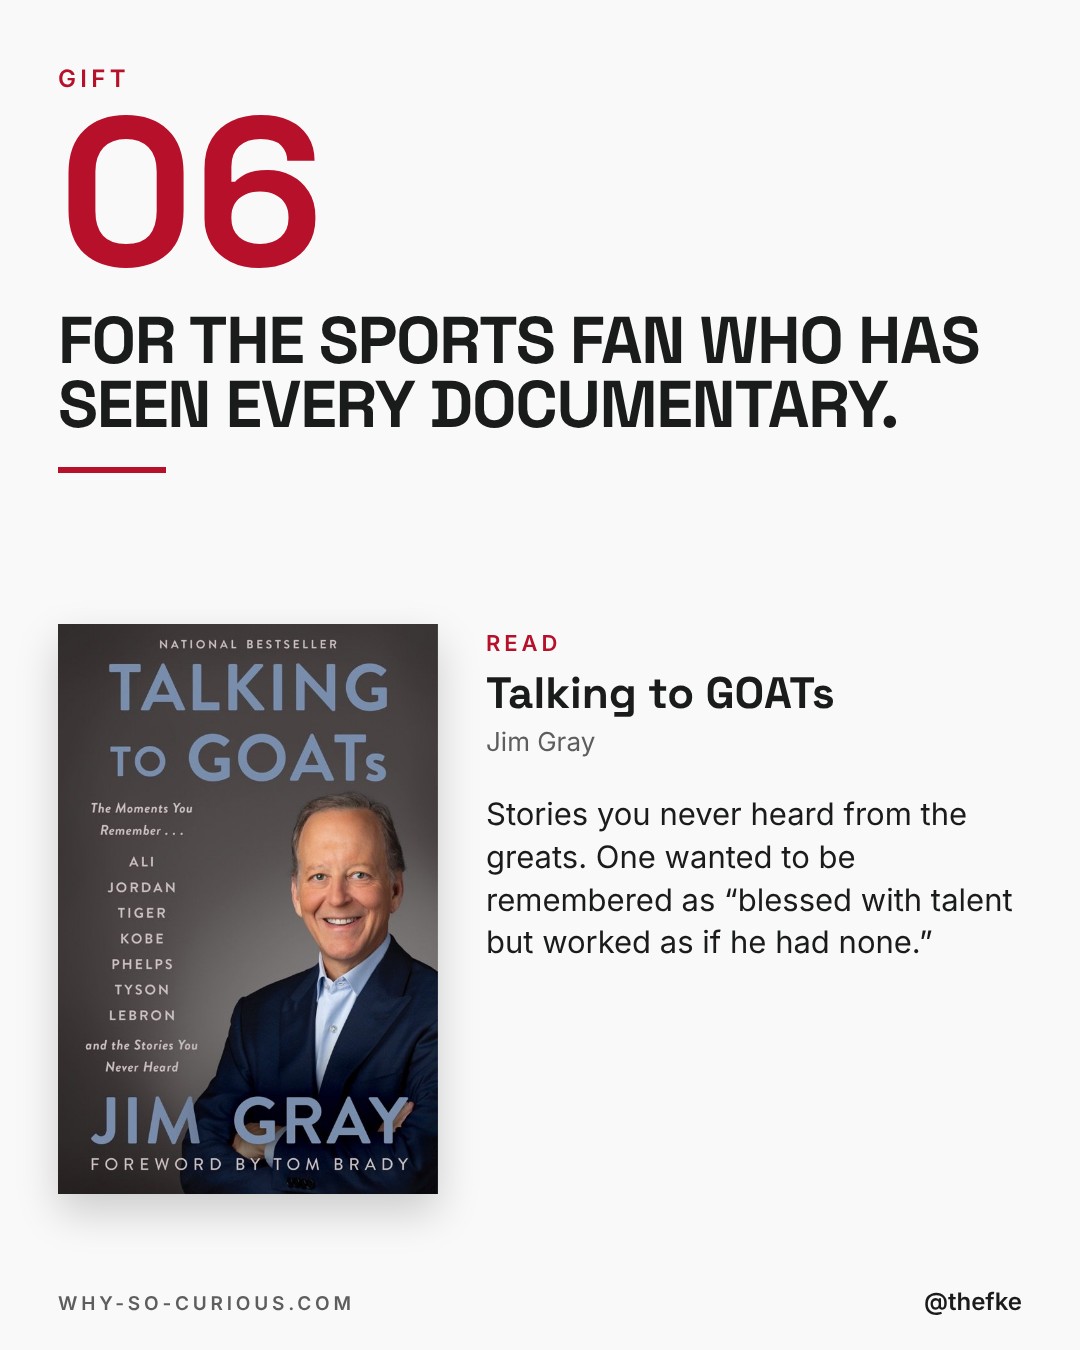 GIFT
06
FOR THE SPORTS FAN WHO HAS
SEEN EVERY DOCUMENTARY.
NATIONAL BESTSELLER
TALKING
TO GOATs
The Moments You
Remember . . .
ALI
JORDAN
TIGER
KOBE
PHELPS
TYSON
LEBRON
and the Stories You
Never Heard
JIM GRAY
FOREWORD BY TOM BRADY
READ
Talking to GOATs
Jim Gray
Stories you never heard from the
greats. One wanted to be
remembered as “blessed with talent
but worked as if he had none.”
WHY-SO-CURIOUS.COM
@thefke